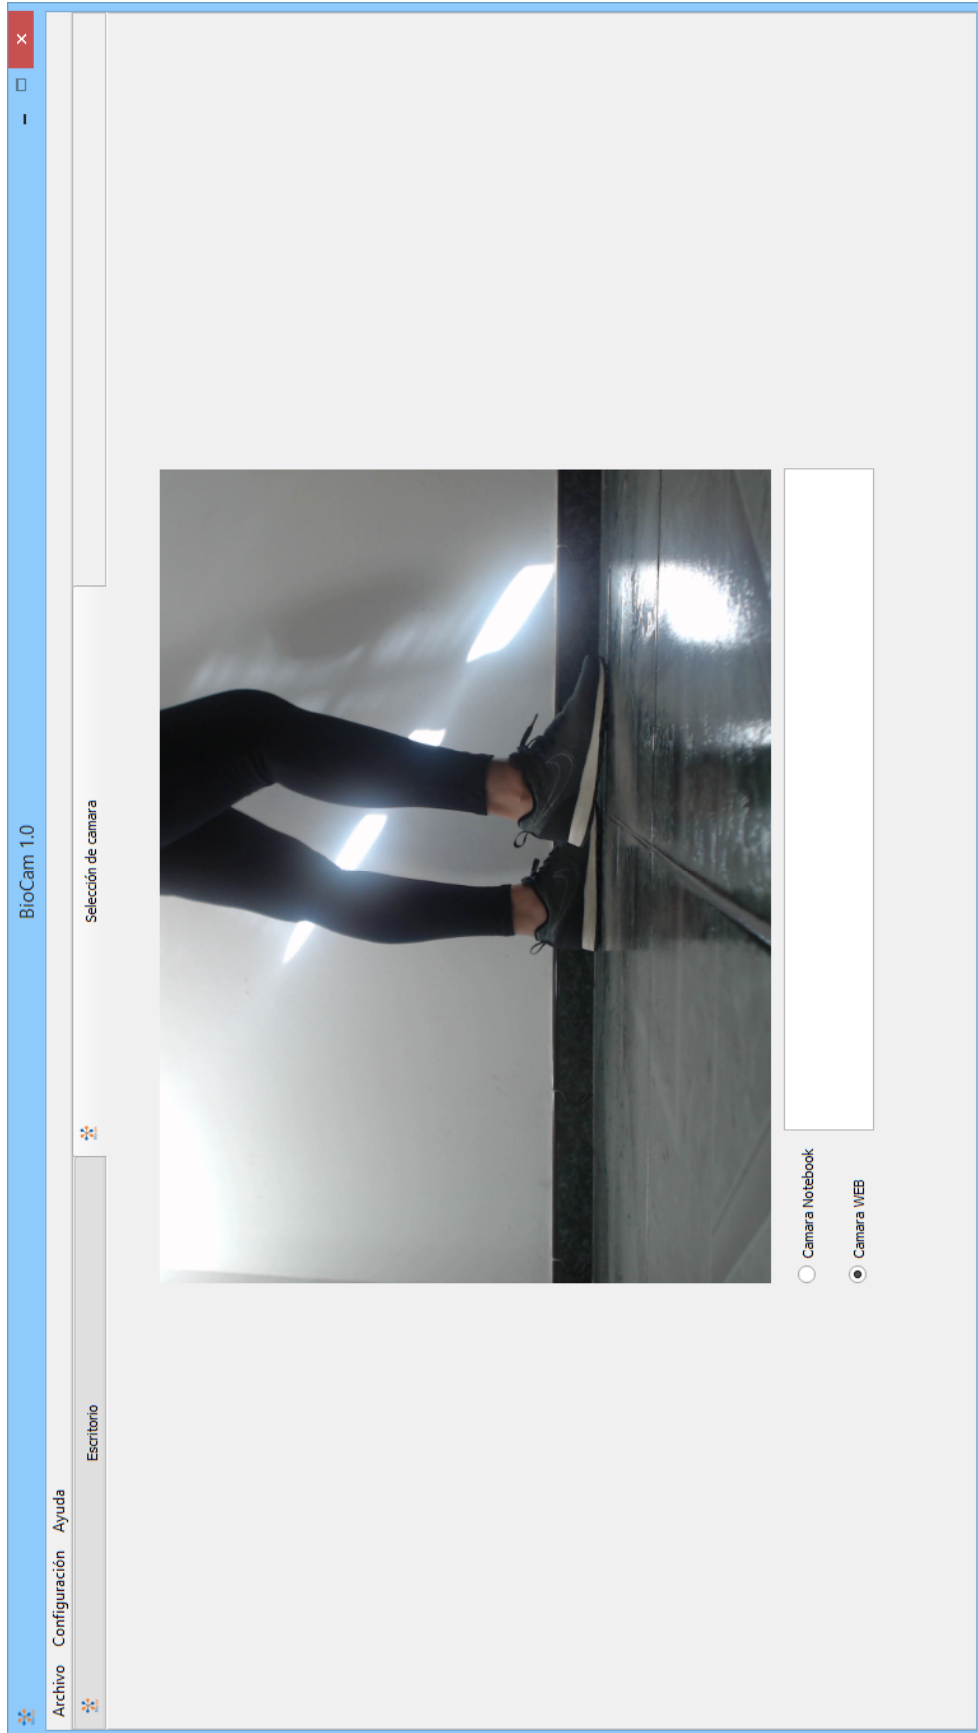 BioCam 1.0
Archivo Configuración Ayuda
Escritorio
Selección de camara
Camara Notebook
Camara WEB